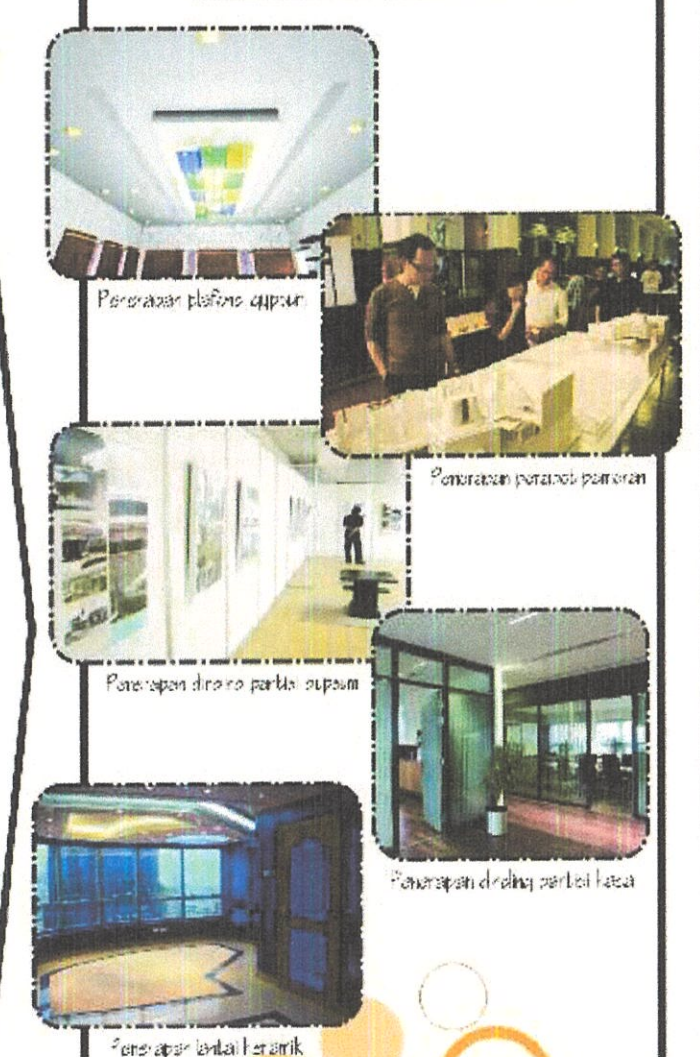 Penerapan plafond gypsum
Penerapan perabot pameran
Penerapan dinding partisi gypsum
Penerapan dinding partisi kaca
Penerapan lantai keramik